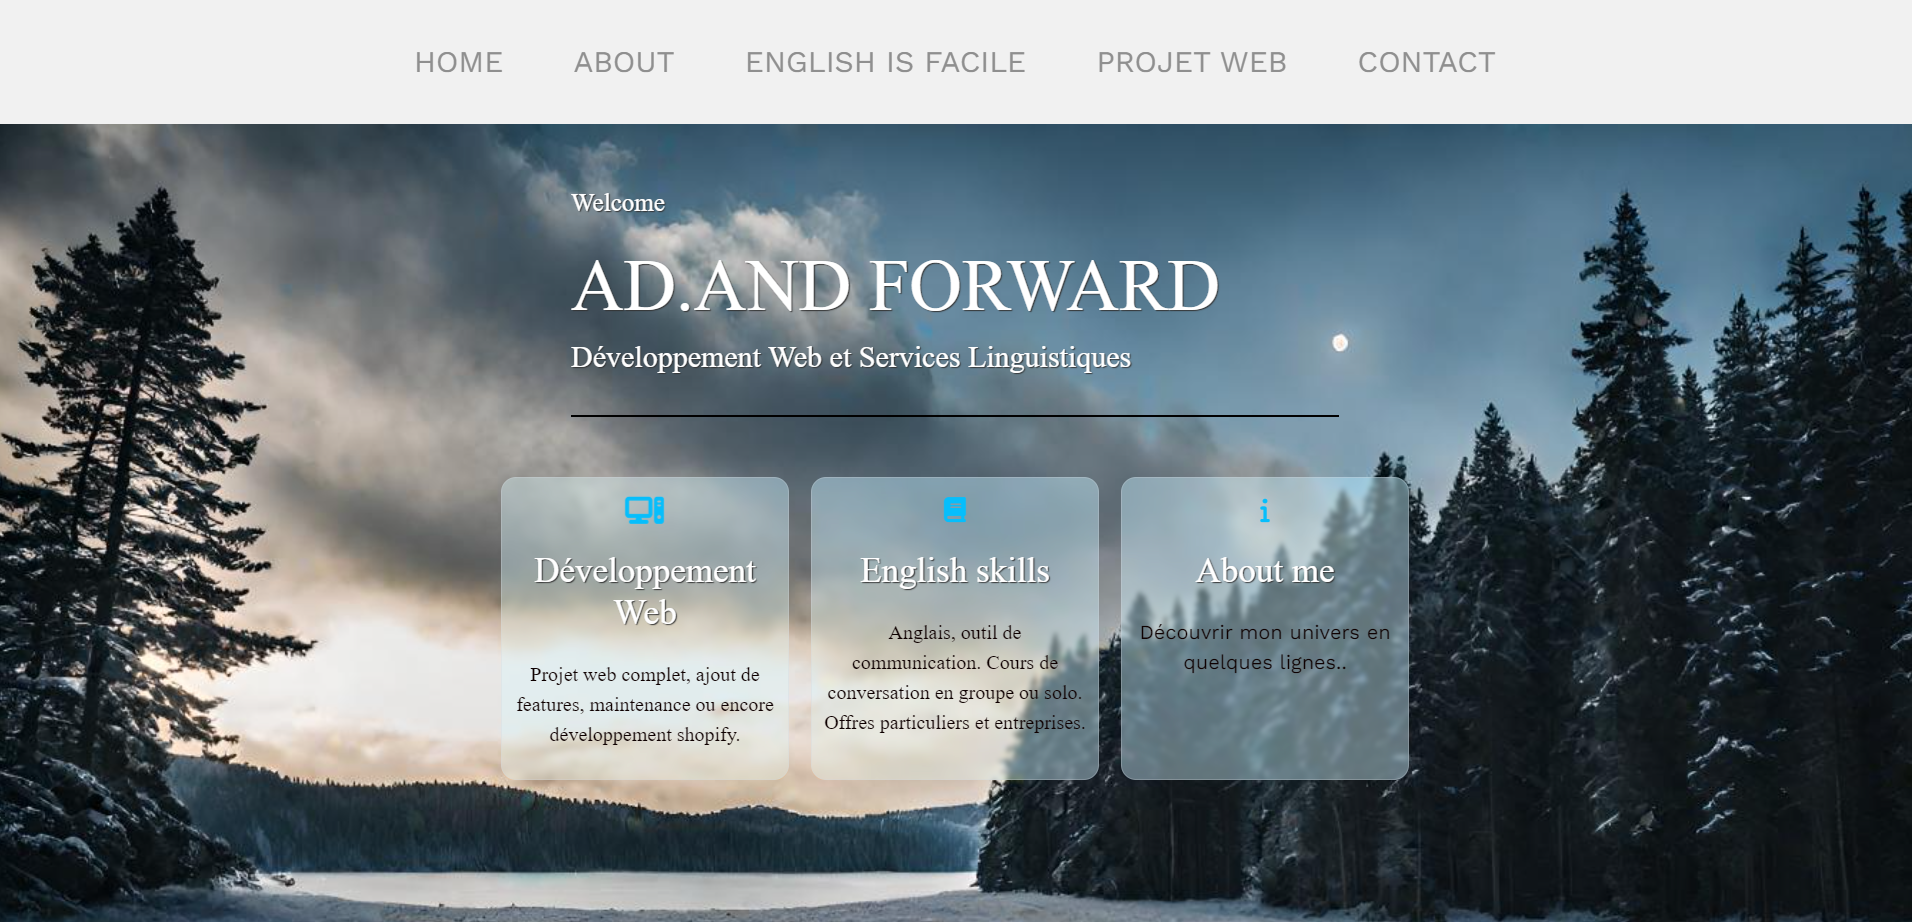 HOME ABOUT ENGLISH IS FACILE PROJET WEB CONTACT
Welcome
AD.AND FORWARD
Développement Web et Services Linguistiques
Développement
Web
Projet web complet, ajout de
features, maintenance ou encore
développement shopify.
English skills
Anglais, outil de
communication. Cours de
conversation en groupe ou solo.
Offres particuliers et entreprises.
About me
Découvrir mon univers en
quelques lignes..